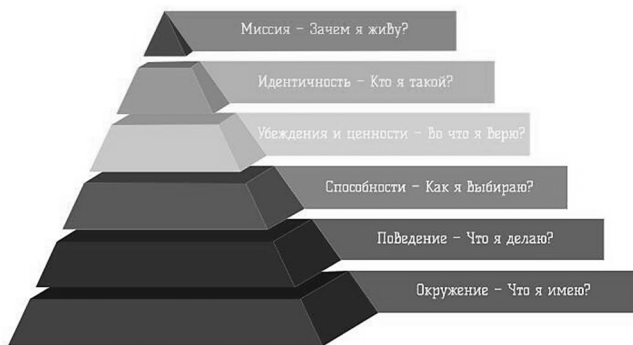 Миссия – Зачем я живу?
Идентичность – Кто я такой?
Убеждения и ценности – Во что я верю?
Способности – Как я выбираю?
Поведение – Что я делаю?
Окружение – Что я имею?